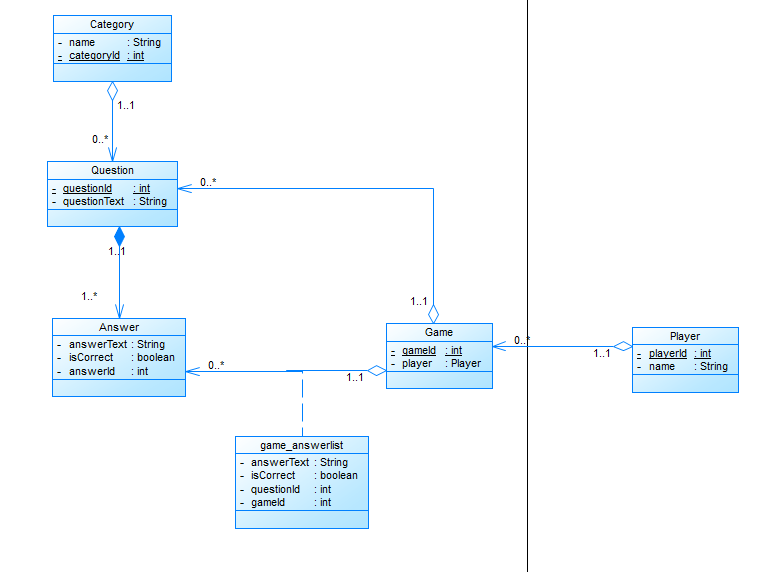 Category
- name : String
- categoryId : int
1..1
0..*
Question
- questionId : int
- questionText : String
0..*
1..1
1..*
Answer
- answerText : String
- isCorrect : boolean
- answerId : int
1..1
Game
- gameId : int
- player : Player
0..*
1..1
0..*
1..1
Player
- playerId : int
- name : String
game_answerlist
- answerText : String
- isCorrect : boolean
- questionId : int
- gameId : int